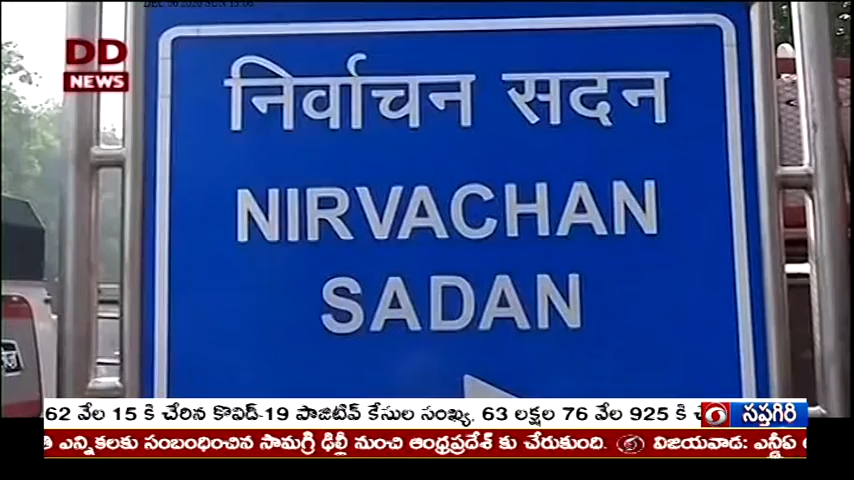 DD
NEWS
निर्वाचन सदन
NIRVACHAN
SADAN
62 వేల 15 కి చేరిన కొవిడ్-19 పాజిటివ్ కేసుల సంఖ్య. 63 లక్షల 76 వేల 925 కి
సప్తగిరి
ఎన్నికలకు సంబంధించిన సామగ్రి ఢిల్లీ నుంచి ఆంధ్రప్రదేశ్ కు చేరుకుంది. విజయవాడ: ఎన్డీఏ